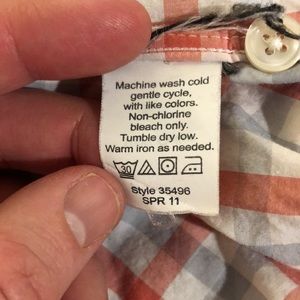 Machine wash cold
gentle cycle,
with like colors.
Non-chlorine
bleach only.
Tumble dry low.
Warm iron as needed.
30
Style 35496
SPR 11